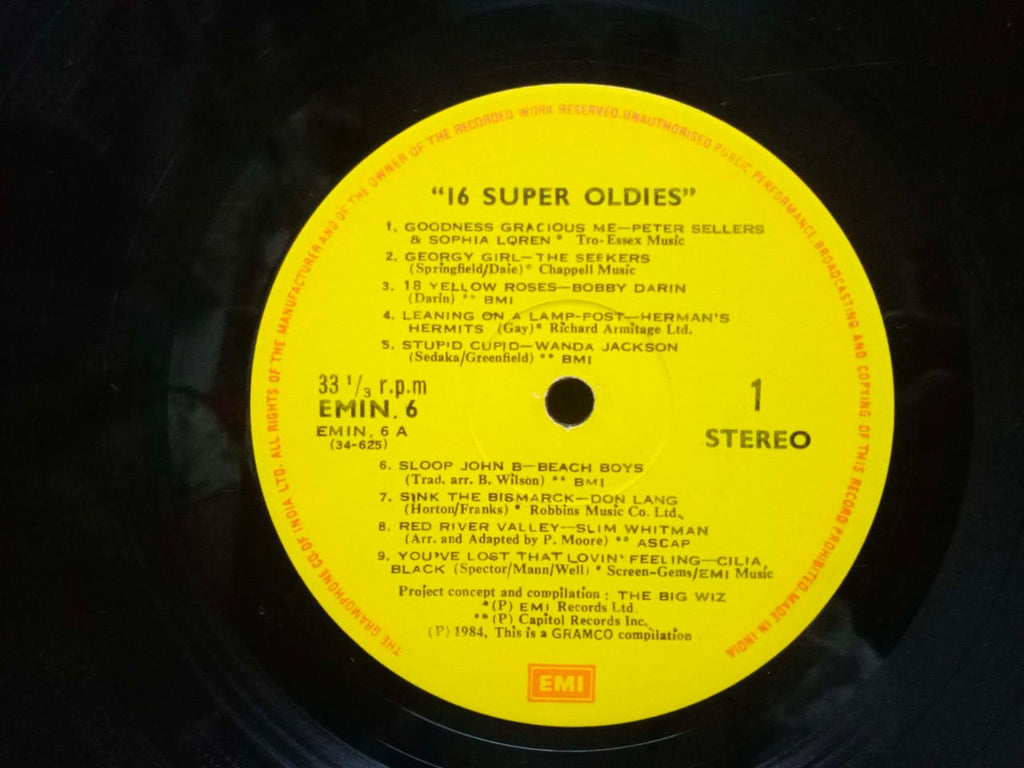 THE GRAMOPHONE CO. OF INDIA LTD. ALL RIGHTS OF THE MANUFACTURER AND OF THE OWNER OF THE RECORDED WORK RESERVED. UNAUTHORISED PUBLIC PERFORMANCE BROADCASTING AND COPYING OF THIS RECORD PROHIBITED. MADE IN INDIA
"16 SUPER OLDIES"
1. GOODNESS GRACIOUS ME—PETER SELLERS
& SOPHIA LOREN * Tro-Essex Music
2. GEORGY GIRL—THE SEEKERS
(Springfield/Daie)* Chappell Music
3. 18 YELLOW ROSES—BOBBY DARIN
(Darin) ** BMI
4. LEANING ON A LAMP-POST—HERMAN'S
HERMITS (Gay)* Richard Armitage Ltd.
5. STUPID CUPID—WANDA JACKSON
(Sedaka/Greenfield) ** BMI
33 1/3 r.p.m
EMIN. 6
EMIN. 6 A
(34-625)
1
STEREO
6. SLOOP JOHN B—BEACH BOYS
(Trad. arr. B. Wilson) ** BMI
7. SINK THE BISMARCK—DON LANG
(Horton/Franks) * Robbins Music Co. Ltd.
8. RED RIVER VALLEY—SLIM WHITMAN
(Arr. and Adapted by P. Moore) ** ASCAP
9. YOU'VE LOST THAT LOVIN' FEELING—CILIA,
BLACK (Spector/Mann/Well) * Screen-Gems/EMI Music
Project concept and compilation : THE BIG WIZ
*(P) EMI Records Ltd.
**(P) Capitol Records Inc.
(P) 1984, This is a GRAMCO compilation
EMI